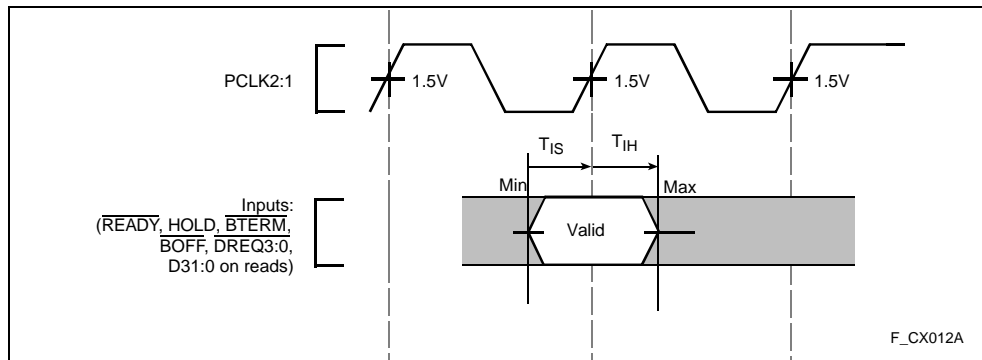 PCLK2:1
1.5V
1.5V
1.5V
TIS
TIH
Min
Max
Inputs:
(READY, HOLD, BTERM,
BOFF, DREQ3:0,
D31:0 on reads)
Valid
F_CX012A